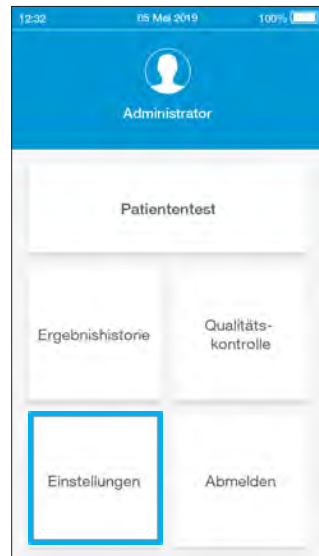 12:32 05 Mai 2019 100%
Administrator
Patiententest
Ergebnishistorie
Qualitäts-
kontrolle
Einstellungen
Abmelden